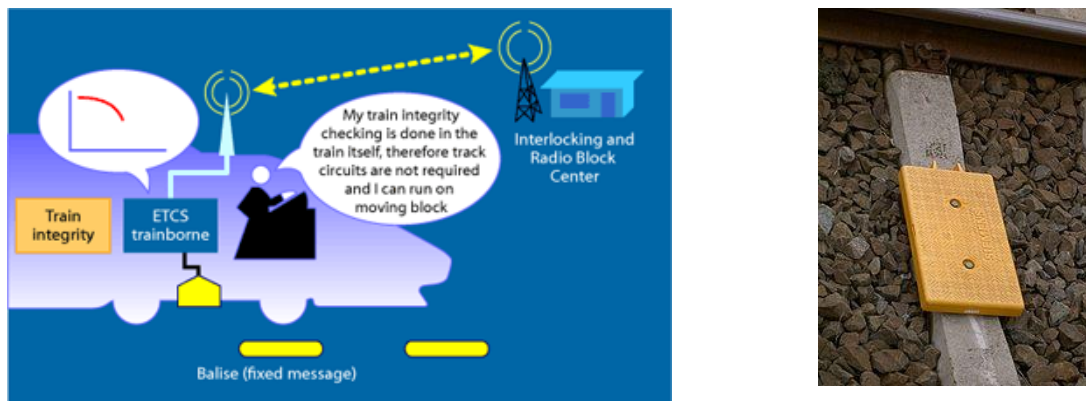 My train integrity
checking is done in the
train itself, therefore track
circuits are not required
and I can run on
moving block
Interlocking and
Radio Block
Center
Train
integrity
ETCS
trainborne
Balise (fixed message)
SIEMENS